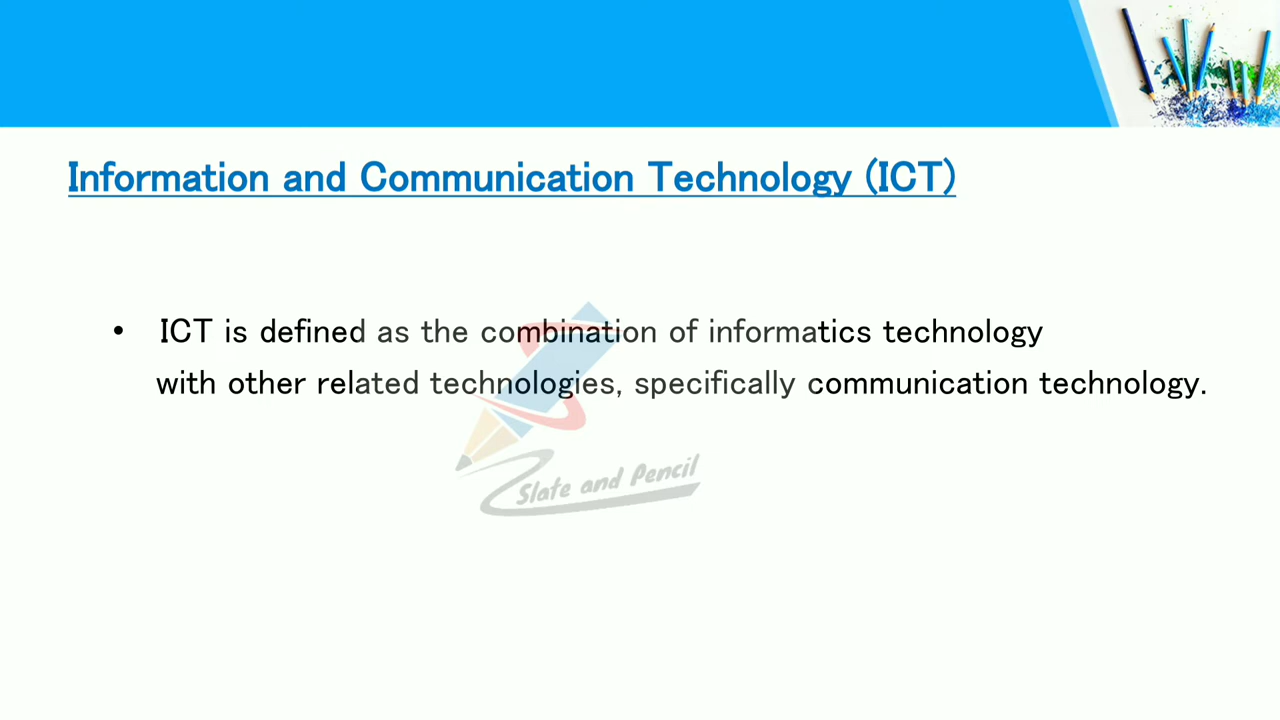 Information and Communication Technology (ICT)
• ICT is defined as the combination of informatics technology
with other related technologies, specifically communication technology.
Slate and Pencil